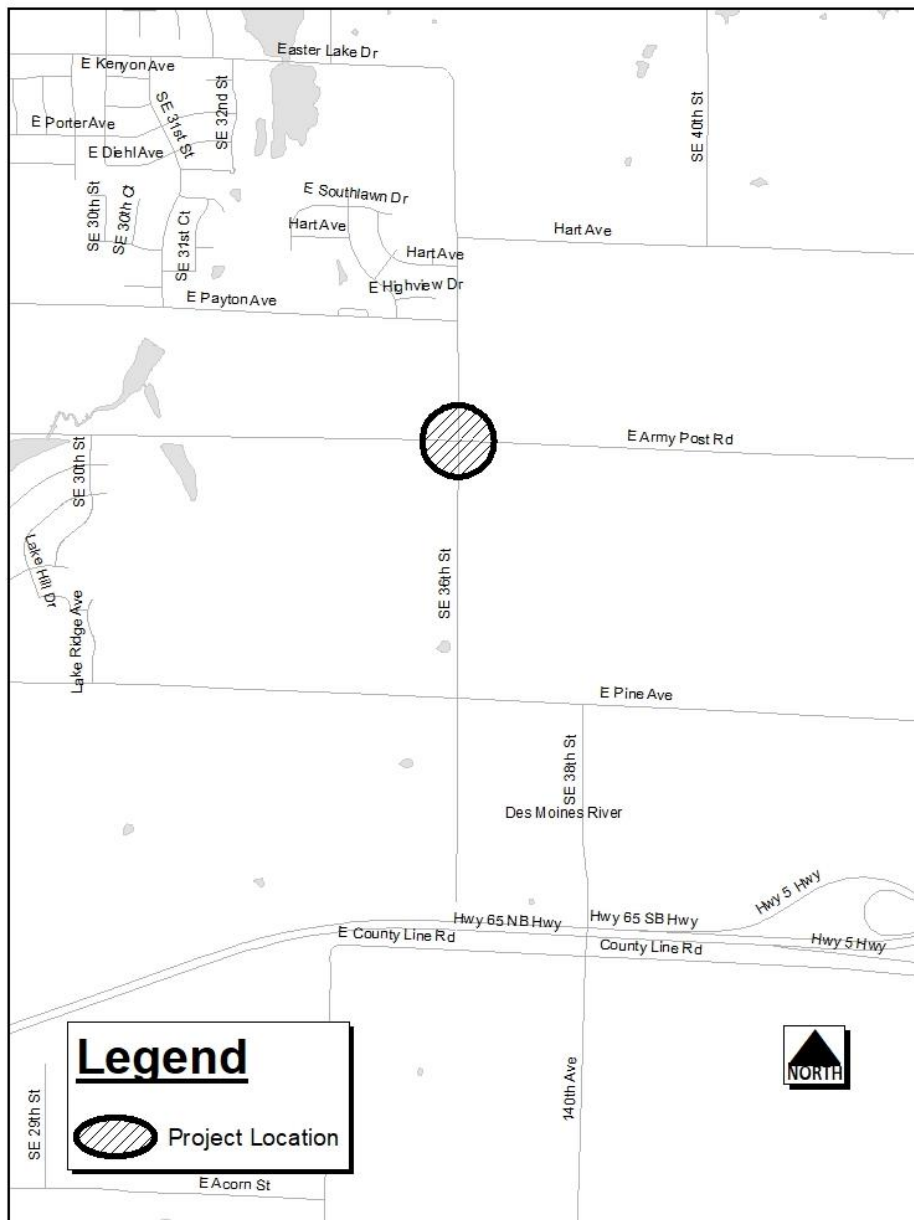 Easter Lake Dr
E Kenyon Ave
SE 31st St
SE 32nd St
SE 40th St
E Porter Ave
E Diehl Ave
SE 30th St
SE 30th Ct
SE 31st Ct
E Southlawn Dr
Hart Ave
Hart Ave
Hart Ave
E Highview Dr
E Payton Ave
E Army Post Rd
SE 30th St
Lake Hill Dr
SE 36th St
Lake Ridge Ave
E Pine Ave
SE 38th St
Des Moines River
Hwy 5 Hwy
Hwy 65 NB Hwy
Hwy 65 SB Hwy
E County Line Rd
County Line Rd
Hwy 5 Hwy
Legend
Project Location
NORTH
140th Ave
SE 29th St
E Acorn St